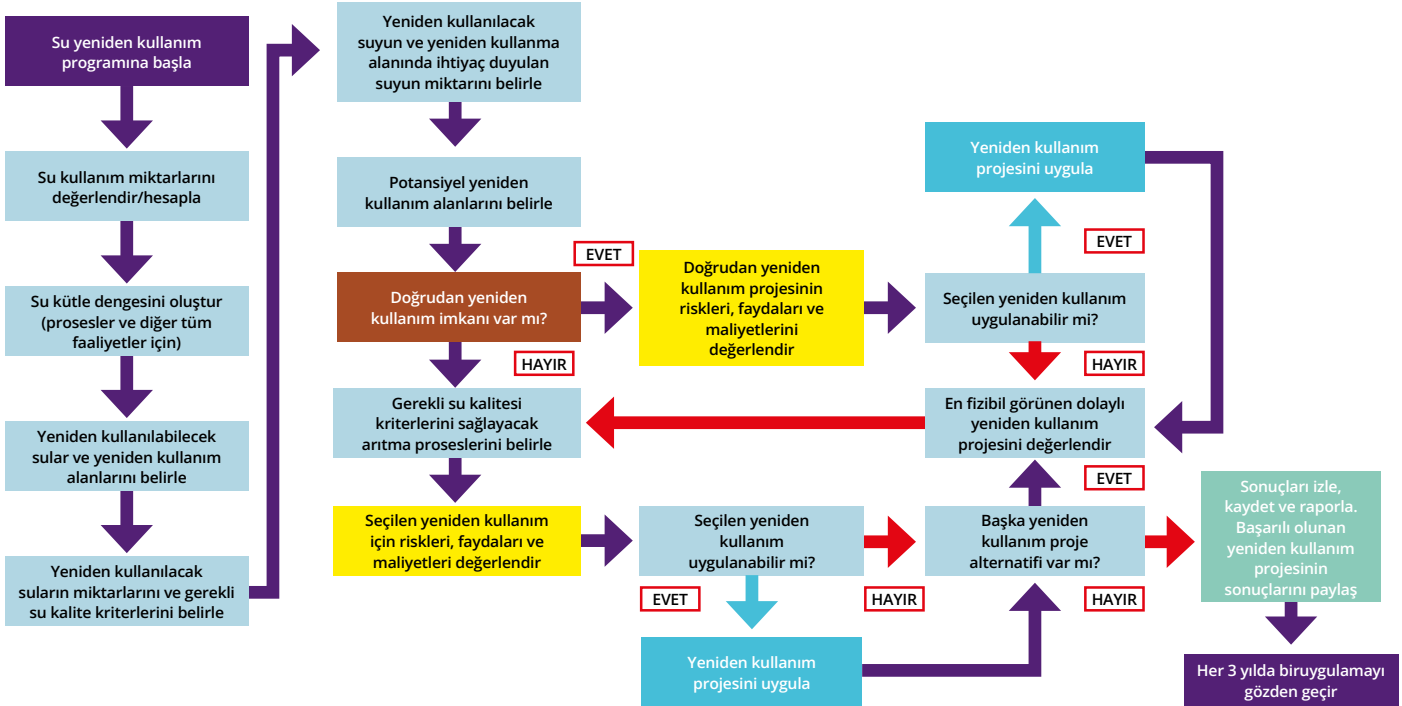 Su yeniden kullanım
programına başla
Su kullanım miktarlarını
değerlendir/hesapla
Su kütle dengesini oluştur
(prosesler ve diğer tüm
faaliyetler için)
Yeniden kullanılabilecek
sular ve yeniden kullanım
alanlarını belirle
Yeniden kullanılacak
suların miktarlarını ve gerekli
su kalite kriterlerini belirle
Yeniden kullanılacak
suyun ve yeniden kullanma
alanında ihtiyaç duyulan
suyun miktarını belirle
Potansiyel yeniden
kullanım alanlarını belirle
Doğrudan yeniden
kullanım imkanı var mı?
EVET
HAYIR
Doğrudan yeniden
kullanım projesinin
riskleri, faydaları ve
maliyetlerini
değerlendir
Seçilen yeniden kullanım
uygulanabilir mi?
EVET
Yeniden kullanım
projesini uygula
HAYIR
En fizibil görünen dolaylı
yeniden kullanım
projesini değerlendir
Gerekli su kalitesi
kriterlerini sağlayacak
arıtma proseslerini belirle
Seçilen yeniden kullanım
için riskleri, faydaları ve
maliyetleri değerlendir
Seçilen yeniden
kullanım
uygulanabilir mi?
EVET
HAYIR
Yeniden kullanım
projesini uygula
Başka yeniden
kullanım proje
alternatifi var mı?
EVET
HAYIR
Sonuçları izle,
kaydet ve raporla.
Başarılı olunan
yeniden kullanım
projesinin
sonuçlarını paylaş
Her 3 yılda biruygulamayı
gözden geçir